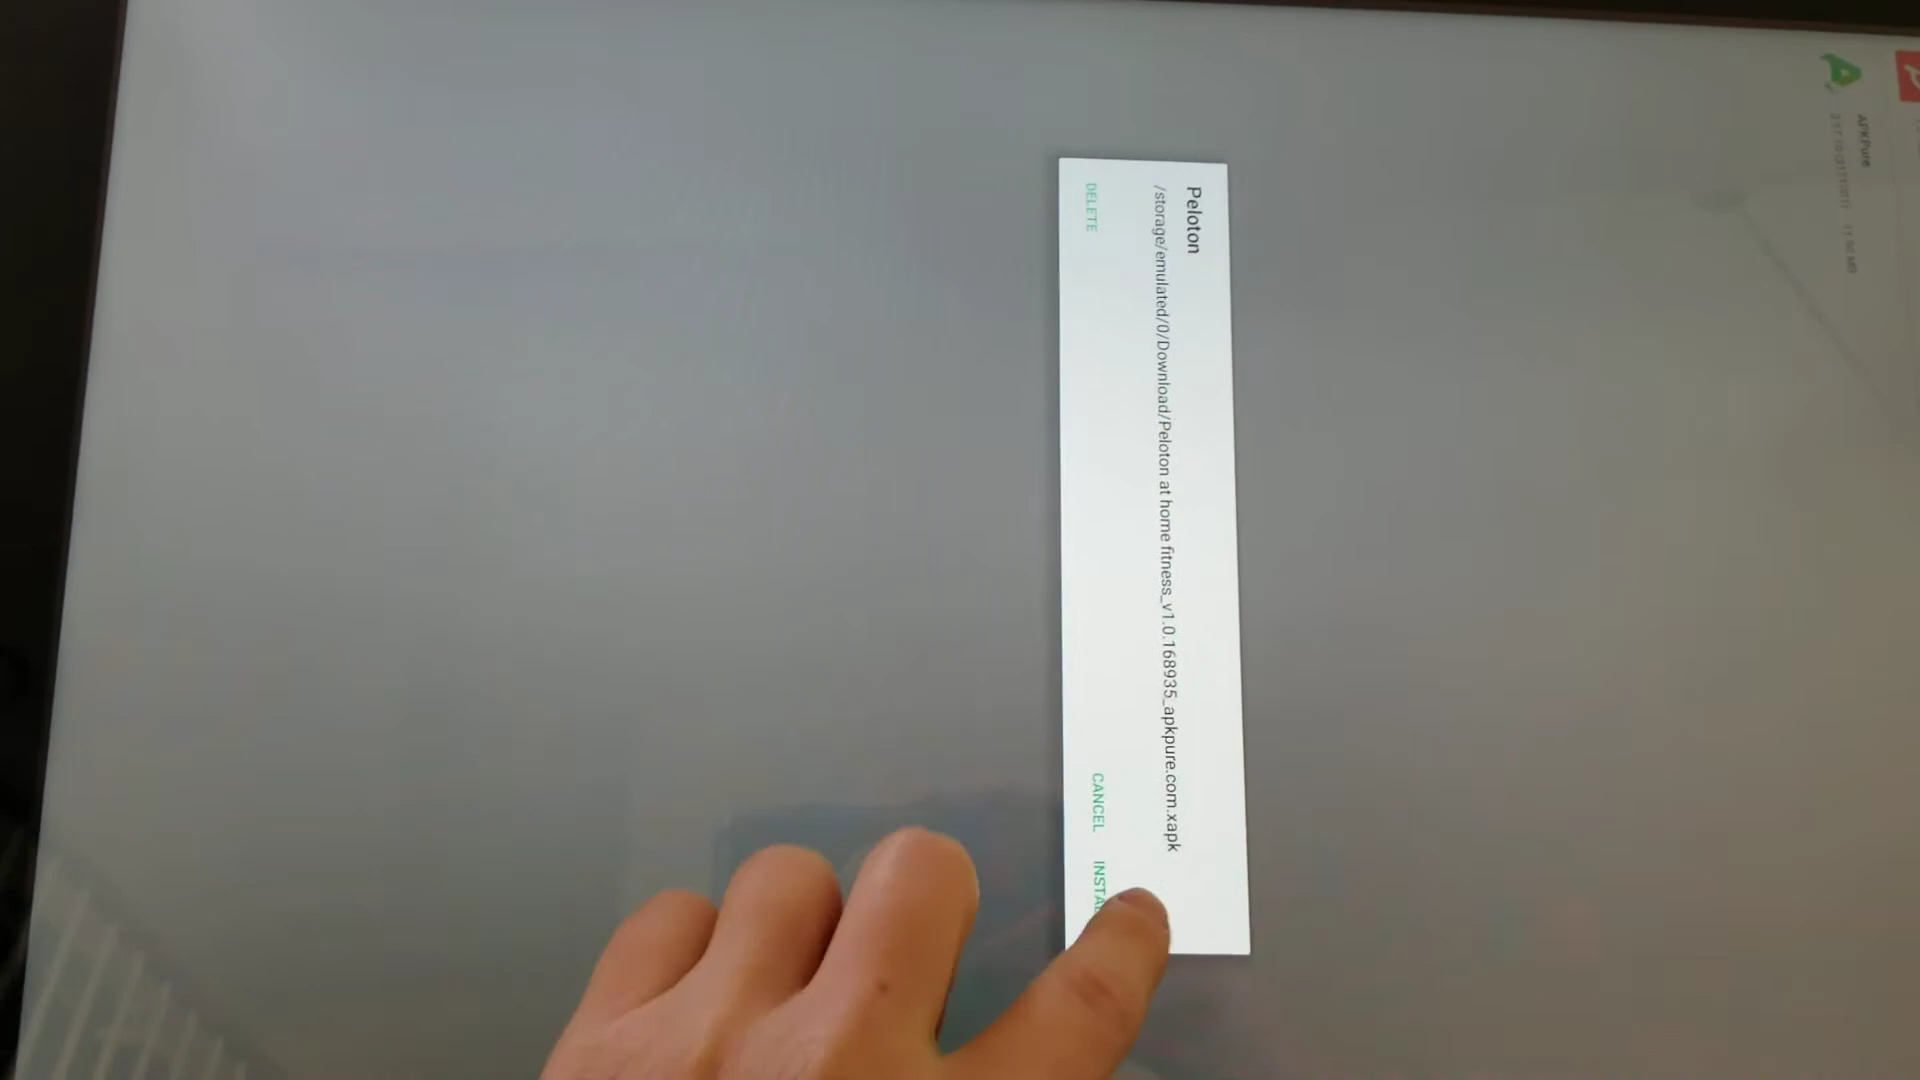 Peloton
/storage/emulated/0/Download/Peloton at home fitness_v1.0.168935_apkpure.com.xapk
DELETE
CANCEL
APKPure